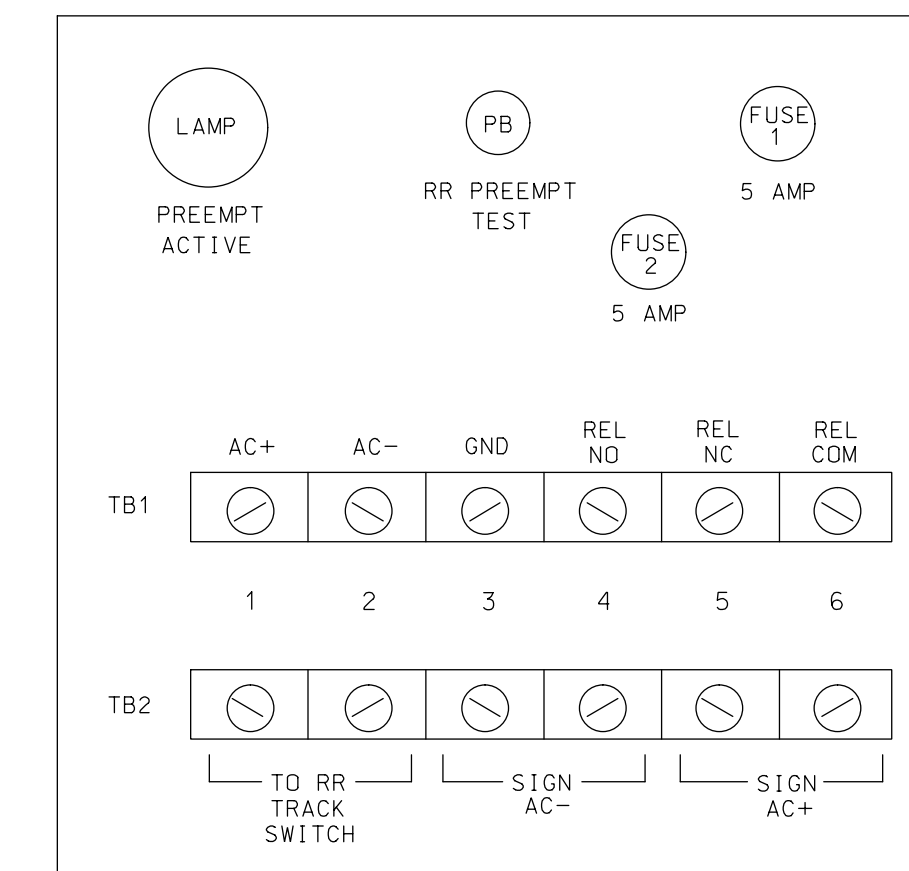 LAMP
PREEMPT
ACTIVE
PB
RR PREEMPT
TEST
FUSE
1
5 AMP
FUSE
2
5 AMP
AC+
AC-
GND
REL
NO
REL
NC
REL
COM
TB1
1 2 3 4 5 6
TB2
TO RR
TRACK
SWITCH
SIGN
AC-
SIGN
AC+